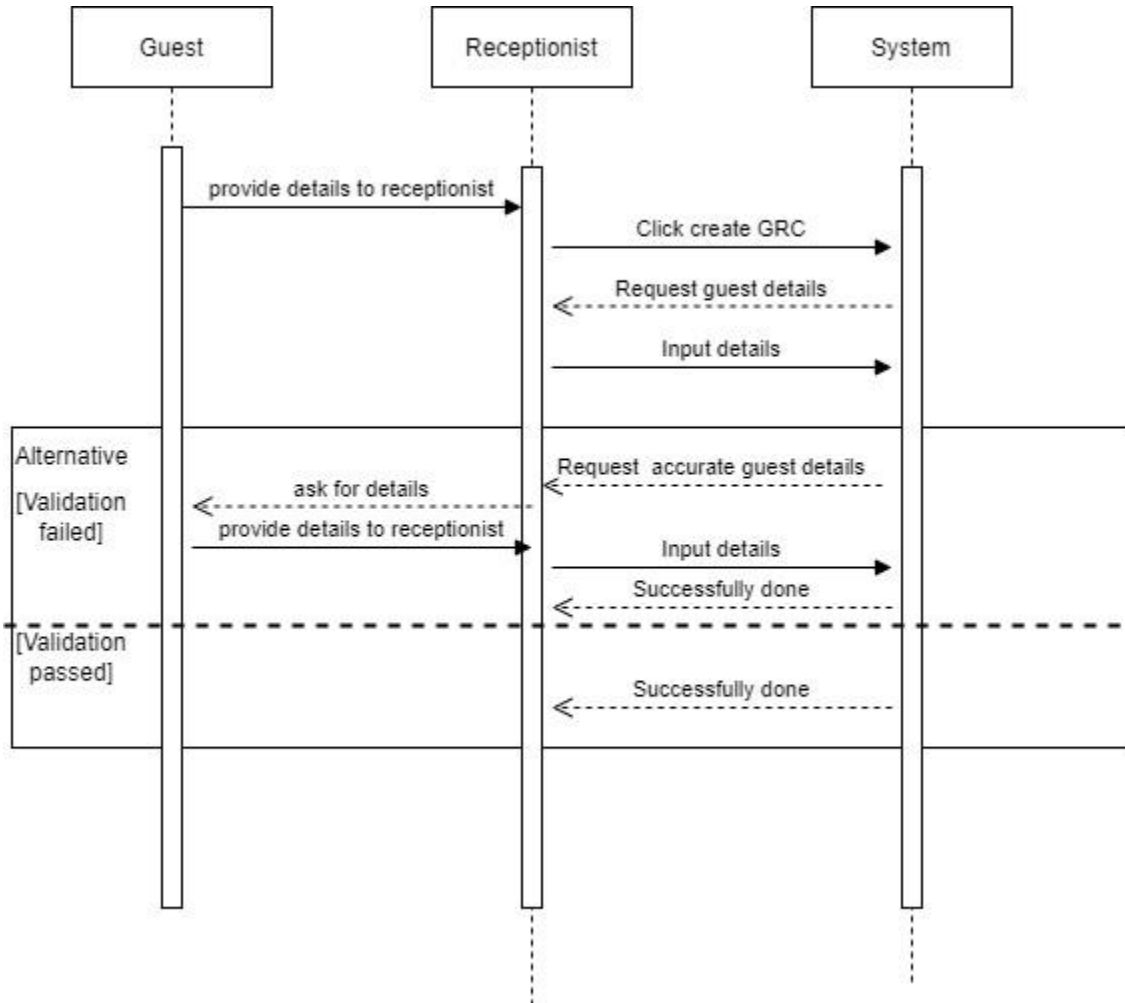 Guest
Receptionist
System
provide details to receptionist
Click create GRC
Request guest details
Input details
Alternative
Request  accurate guest details
[Validation
failed]
ask for details
provide details to receptionist
Input details
Successfully done
[Validation
passed]
Successfully done